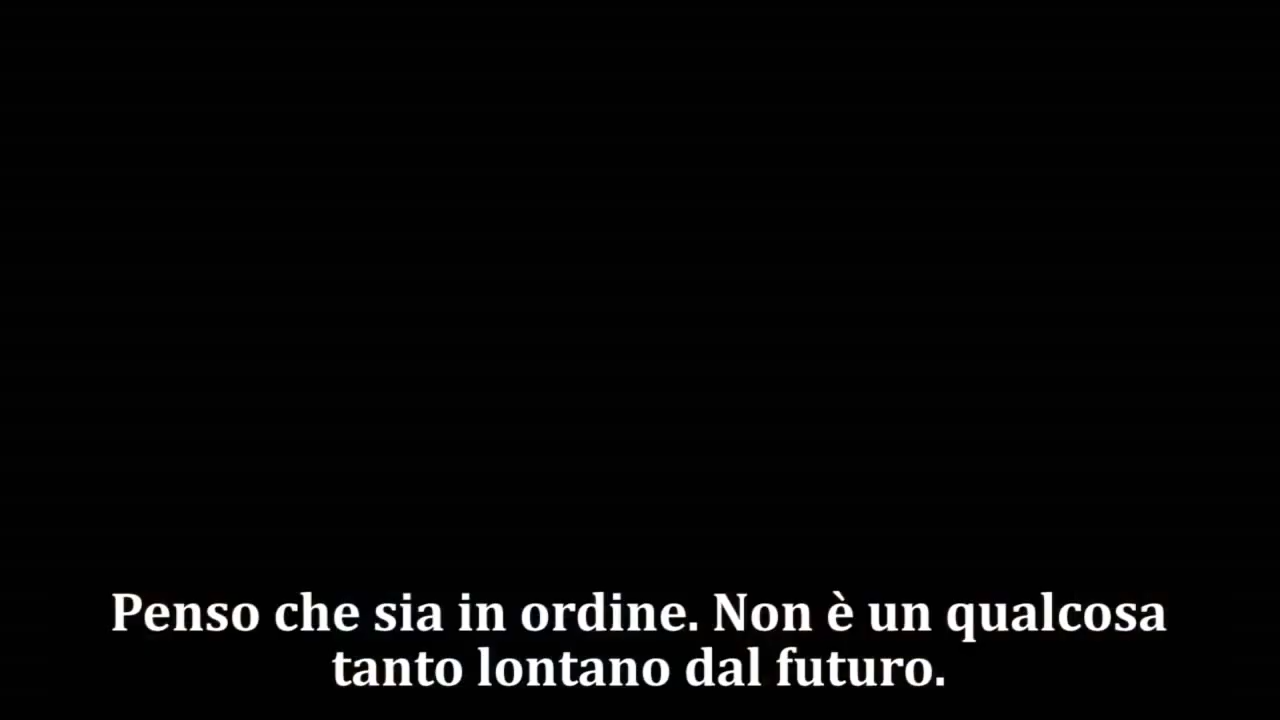 Penso che sia in ordine. Non è un qualcosa
tanto lontano dal futuro.